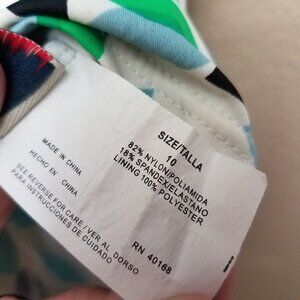 SIZE/TALLA
10
82% NYLON/POLIAMIDA
18% SPANDEX/ELASTANO
LINING 100% POLYESTER
MADE IN CHINA
HECHO EN CHINA
SEE REVERSE FOR CARE / VER AL DORSO
PARA INSTRUCCIONES DE CUIDADO
RN 40168